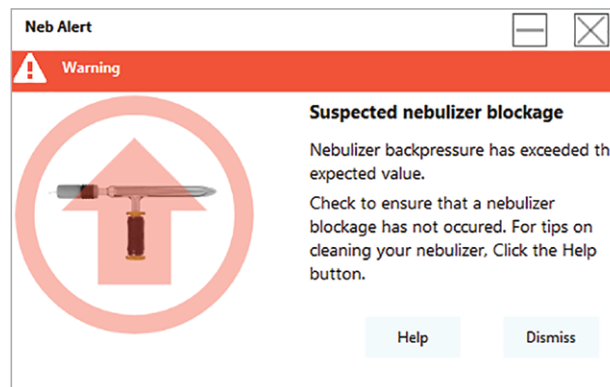 Neb Alert
Warning
Suspected nebulizer blockage
Nebulizer backpressure has exceeded th
expected value.
Check to ensure that a nebulizer
blockage has not occured. For tips on
cleaning your nebulizer, Click the Help
button.
Help
Dismiss